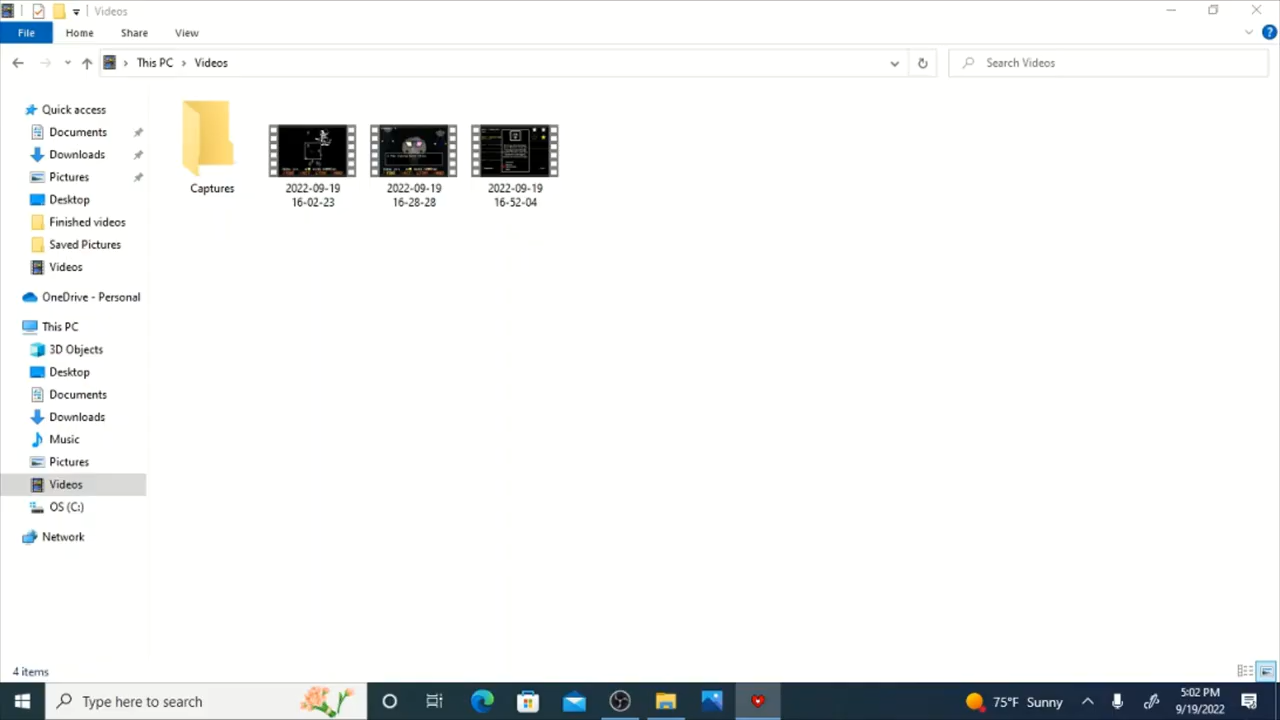 Videos
File
Home
Share
View
This PC
Videos
Search Videos
Quick access
Documents
Downloads
Pictures
Desktop
Finished videos
Saved Pictures
Videos
OneDrive - Personal
This PC
3D Objects
Desktop
Documents
Downloads
Music
Pictures
Videos
OS (C:)
Network
Captures
2022-09-19
16-02-23
2022-09-19
16-28-28
2022-09-19
16-52-04
4 items
Type here to search
75°F Sunny
5:02 PM
9/19/2022